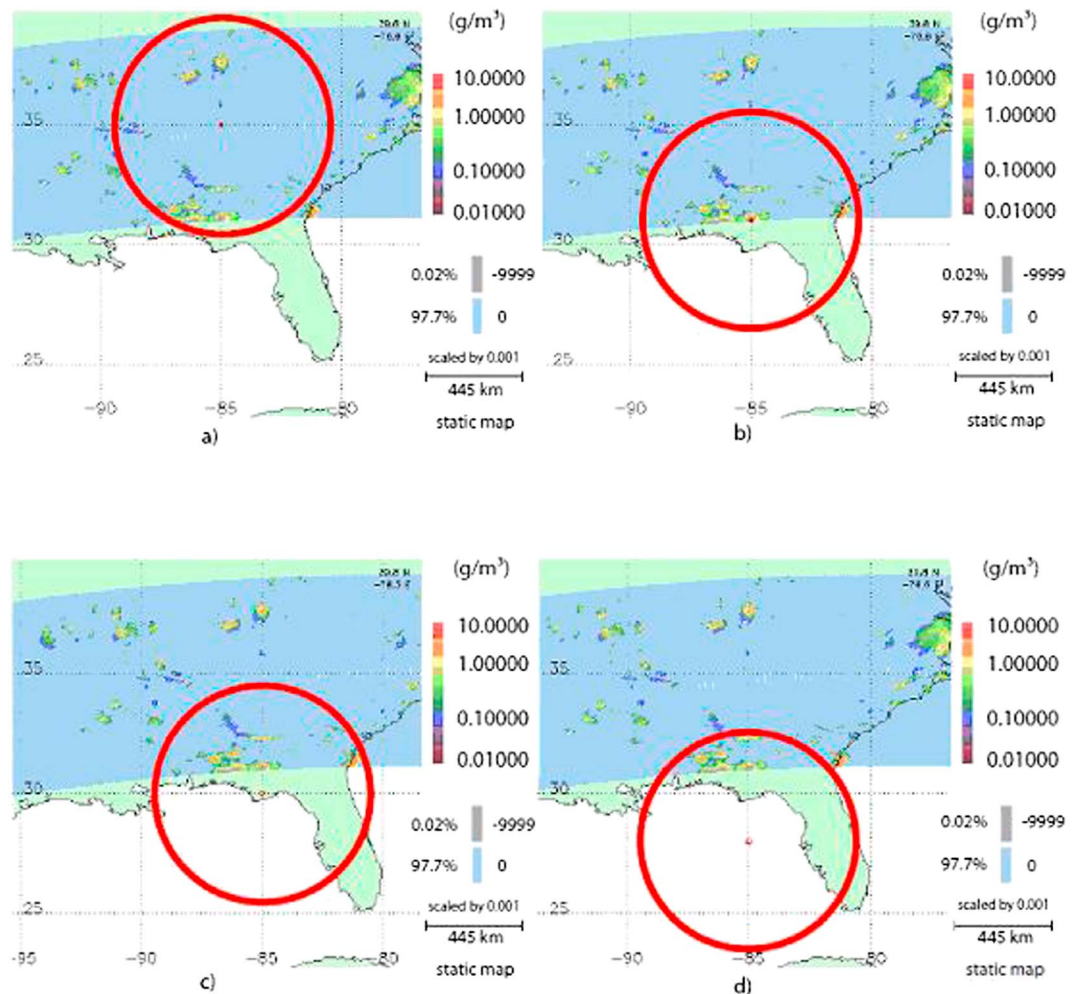 (g/m³)
10.0000
1.00000
0.10000
0.01000
35
30
25
0.02% -9999
97.7% 0
scaled by 0.001
445 km
static map
-90 -85 -80
a)
(g/m³)
10.0000
1.00000
0.10000
0.01000
35
30
25
0.02% -9999
97.7% 0
scaled by 0.001
445 km
static map
-90 -85 -80
b)
(g/m³)
10.0000
1.00000
0.10000
0.01000
35
30
25
0.02% -9999
97.7% 0
scaled by 0.001
445 km
static map
-95 -90 -85 -80
c)
(g/m³)
10.0000
1.00000
0.10000
0.01000
35
30
25
0.02% -9999
97.7% 0
scaled by 0.001
445 km
static map
-95 -90 -85 -80
d)